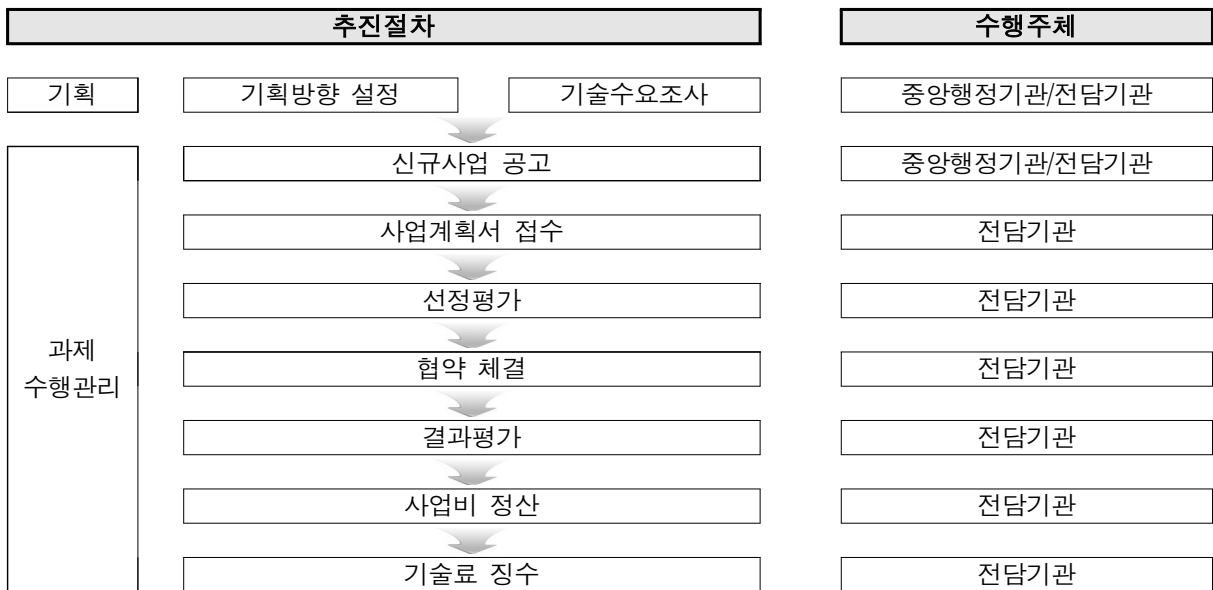 추진절차 수행주체
기획 기획방향 설정 기술수요조사 중앙행정기관/전담기관
신규사업 공고 중앙행정기관/전담기관
사업계획서 접수 전담기관
선정평가 전담기관
과제
수행관리
협약 체결 전담기관
결과평가 전담기관
사업비 정산 전담기관
기술료 징수 전담기관